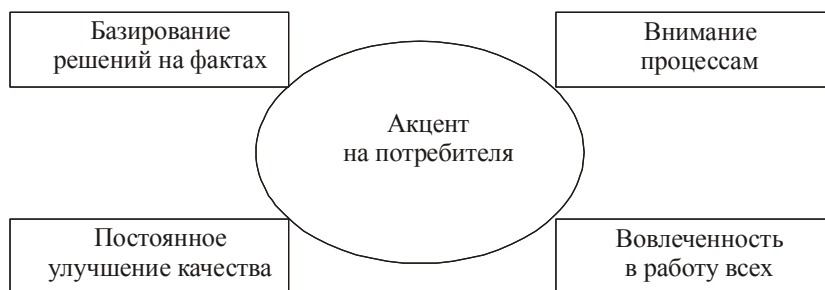 Базирование
решений на фактах
Внимание
процессам
Акцент
на потребителя
Постоянное
улучшение качества
Вовлеченность
в работу всех